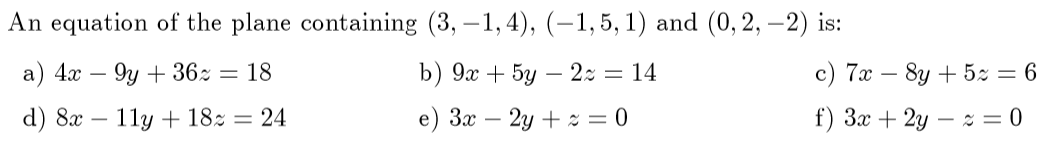 An equation of the plane containing (3, −1, 4), (−1, 5, 1) and (0, 2, −2) is:
a) 4x − 9y + 36z = 18 b) 9x + 5y − 2z = 14 c) 7x − 8y + 5z = 6
d) 8x − 11y + 18z = 24 e) 3x − 2y + z = 0 f) 3x + 2y − z = 0